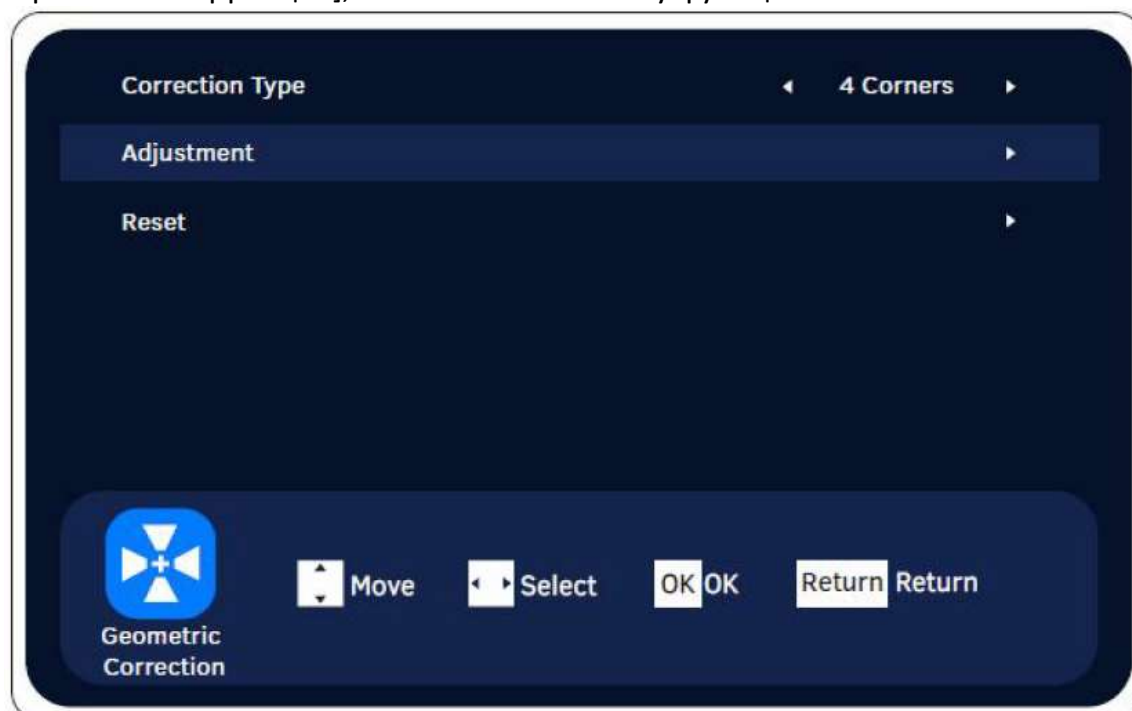 Correction Type 4 Corners
Adjustment
Reset
Move Select OK OK Return Return
Geometric
Correction